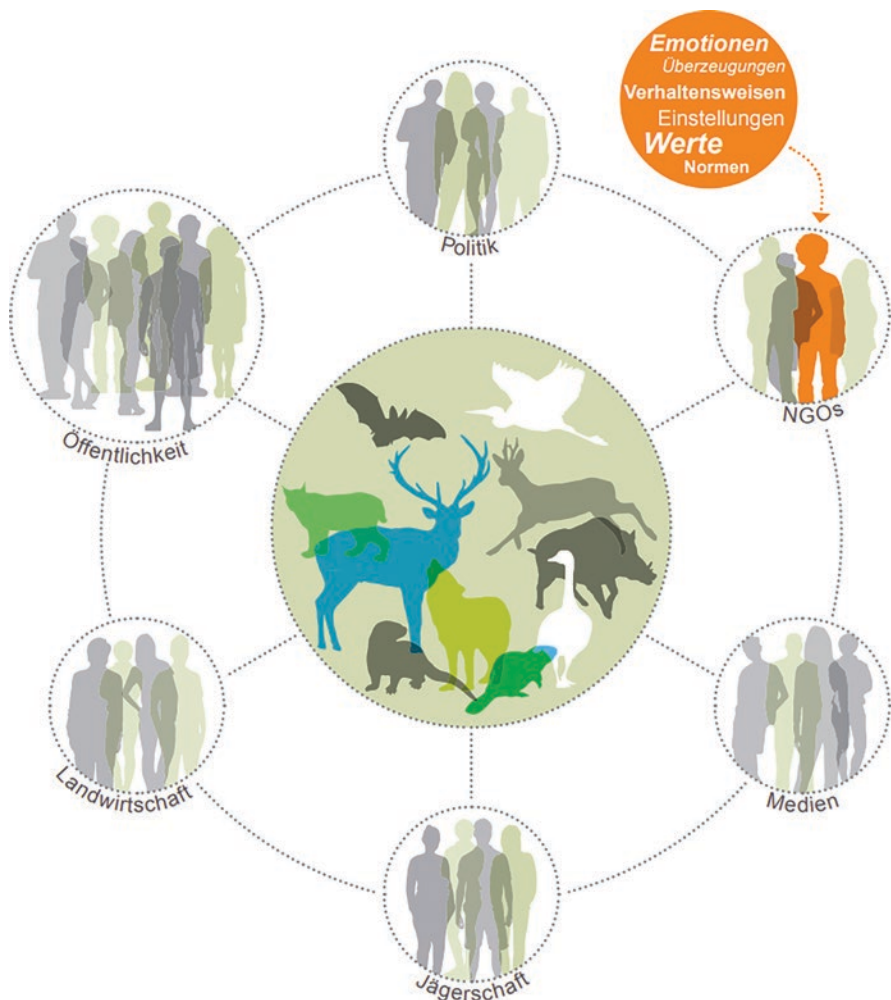 Emotionen
Überzeugungen
Verhaltensweisen
Einstellungen
Werte
Normen
Politik
Öffentlichkeit
NGOs
Landwirtschaft
Medien
Jägerschaft